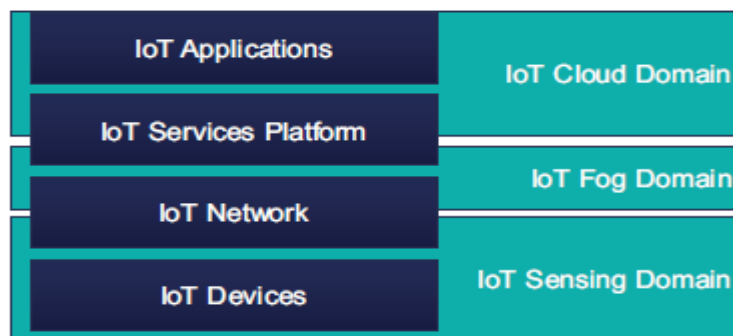 IoT Applications
IoT Cloud Domain
IoT Services Platform
IoT Fog Domain
IoT Network
IoT Sensing Domain
IoT Devices